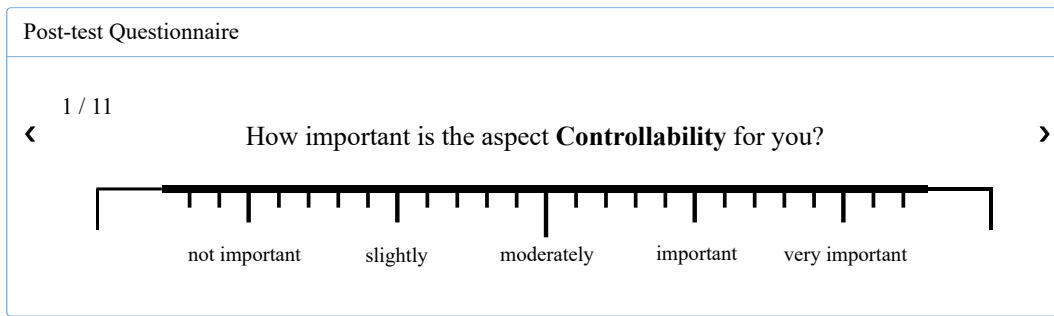 Post-test Questionnaire
1 / 11
How important is the aspect Controllability for you?
not important slightly moderately important very important